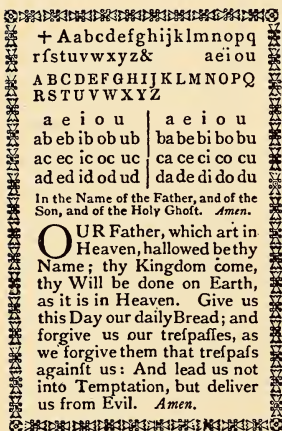 ✝ Aabcdefghijklmnopq
rſstuvwxyz& aeiou
ABCDEFGHIJKLMNOPQ
RSTUVWXYZ
a e i o u | a e i o u
ab eb ib ob ub | ba be bi bo bu
ac ec ic oc uc | ca ce ci co cu
ad ed id od ud | da de di do du
In the Name of the Father, and of the
Son, and of the Holy Ghoſt. Amen.
OUR Father, which art in
Heaven, hallowed be thy
Name; thy Kingdom come,
thy Will be done on Earth,
as it is in Heaven. Give us
this Day our daily Bread; and
forgive us our treſpaſſes, as
we forgive them that treſpaſs
againſt us: And lead us not
into Temptation, but deliver
us from Evil. Amen.